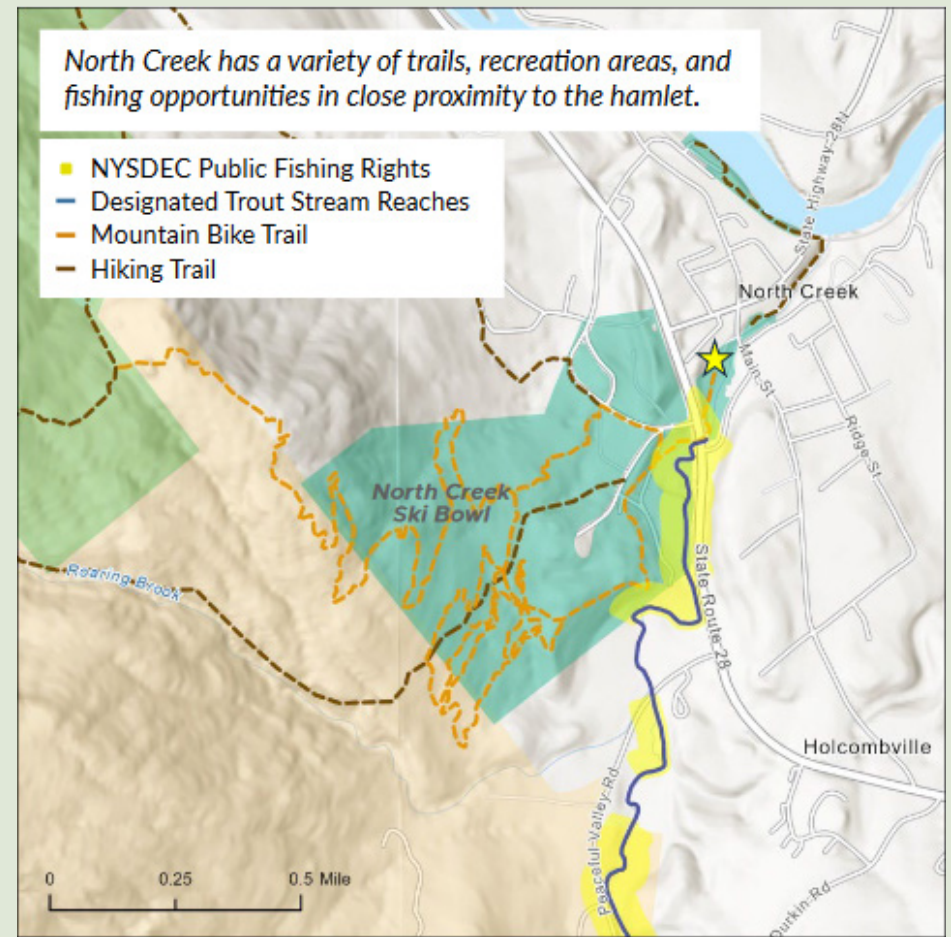 North Creek has a variety of trails, recreation areas, and
fishing opportunities in close proximity to the hamlet.
NYSDEC Public Fishing Rights
Designated Trout Stream Reaches
Mountain Bike Trail
Hiking Trail
State Highway 28N
North Creek
Main St
Ridge St
North Creek
Ski Bowl
Roaring Brook
State Route 28
Holcombville
Peaceful Valley Rd
Durkin Rd
0 0.25 0.5 Mile